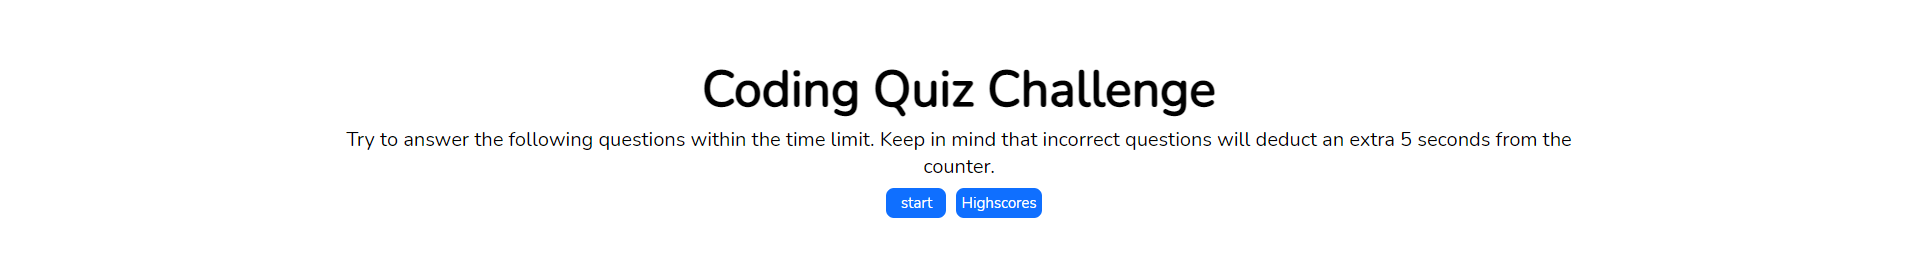 Coding Quiz Challenge
Try to answer the following questions within the time limit. Keep in mind that incorrect questions will deduct an extra 5 seconds from the
counter.
start Highscores